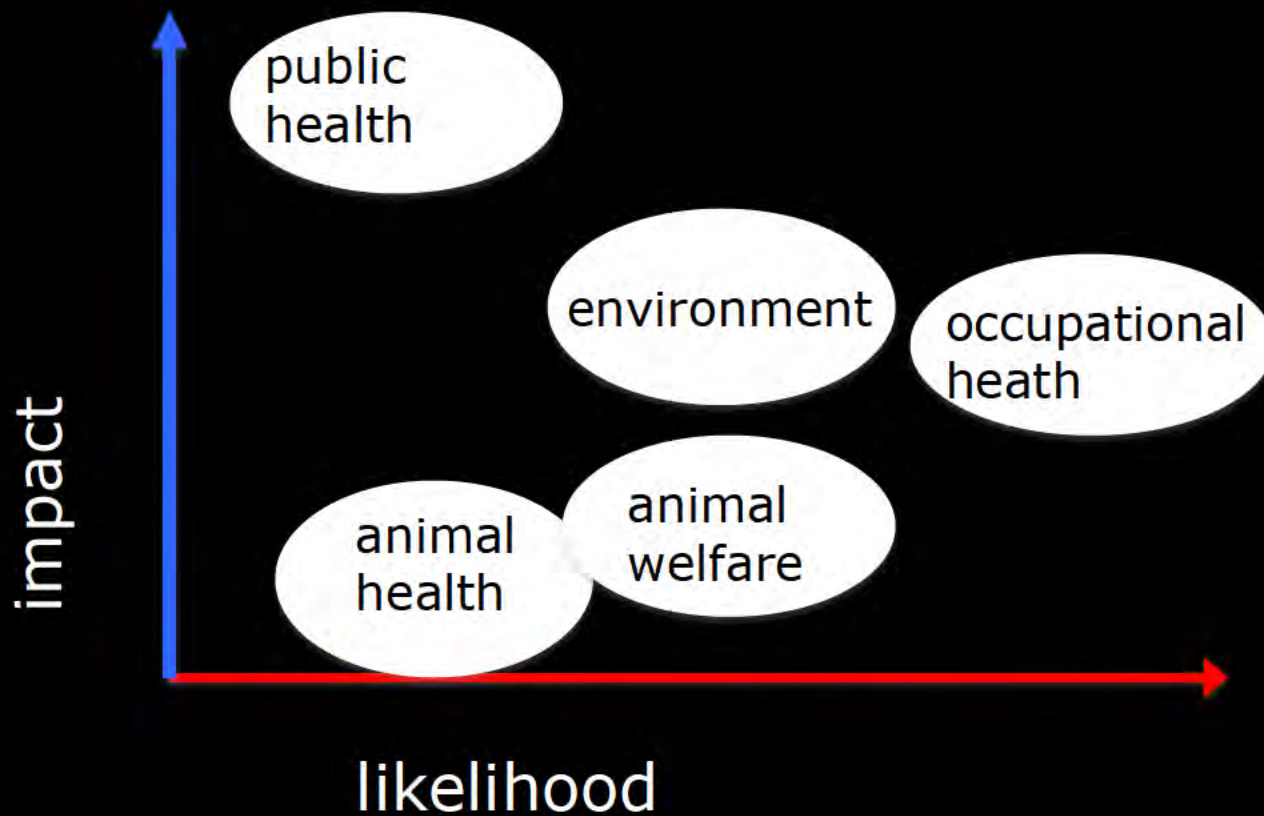 public
health
environment
occupational
heath
animal
welfare
animal
health
impact
likelihood